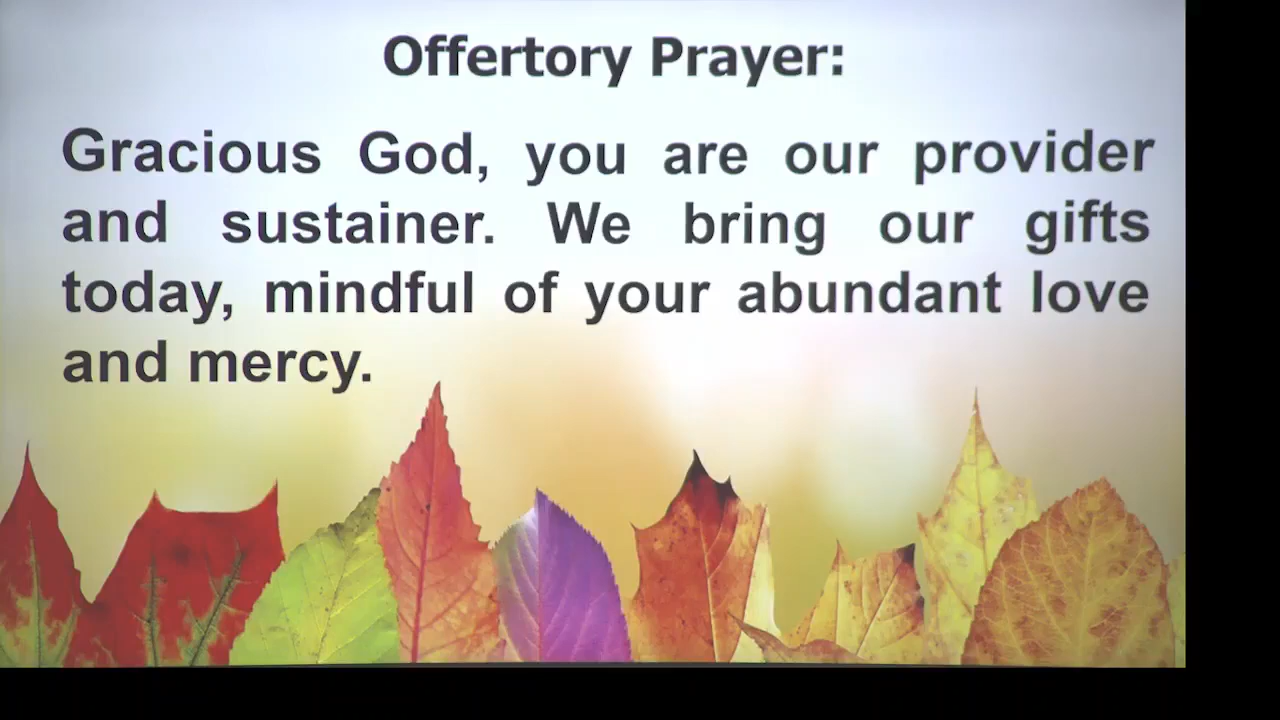 Offertory Prayer:
Gracious God, you are our provider
and sustainer. We bring our gifts
today, mindful of your abundant love
and mercy.